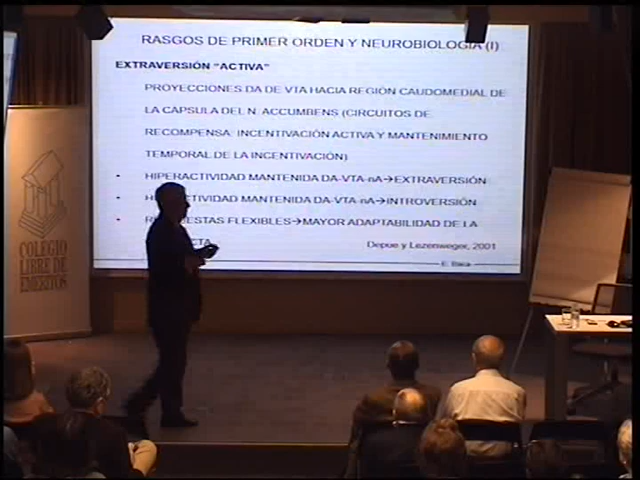 RASGOS DE PRIMER ORDEN Y NEUROBIOLOGIA (I)
EXTRAVERSIÓN "ACTIVA"
PROYECCIONES DA DE VTA HACIA REGIÓN CAUDOMEDIAL DE
LA CAPSULA DEL N. ACCUMBENS (CIRCUITOS DE
RECOMPENSA: INCENTIVACIÓN ACTIVA Y MANTENIMIENTO
TEMPORAL DE LA INCENTIVACIÓN)
• HIPERACTIVIDAD MANTENIDA DA-VTA-nA→EXTRAVERSIÓN
• ACTIVIDAD MANTENIDA DA-VTA-nA→INTROVERSIÓN
• FLEXIBLES→MAYOR ADAPTABILIDAD DE LA
Depue y Lezenweger, 2001
E. Baca
COLEGIO
LIBRE DE
EMERITOS